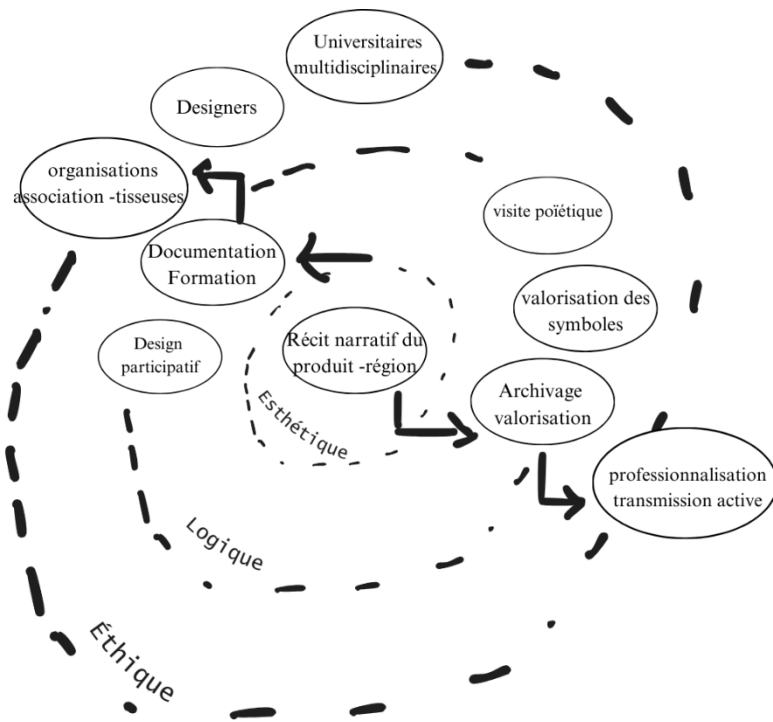 Universitaires
multidisciplinaires
Designers
organisations
association -tisseuses
visite poïétique
Documentation
Formation
valorisation des
symboles
Design
participatif
Récit narratif du
produit -région
Archivage
valorisation
Esthétique
professionnalisation
transmission active
Logique
Éthique